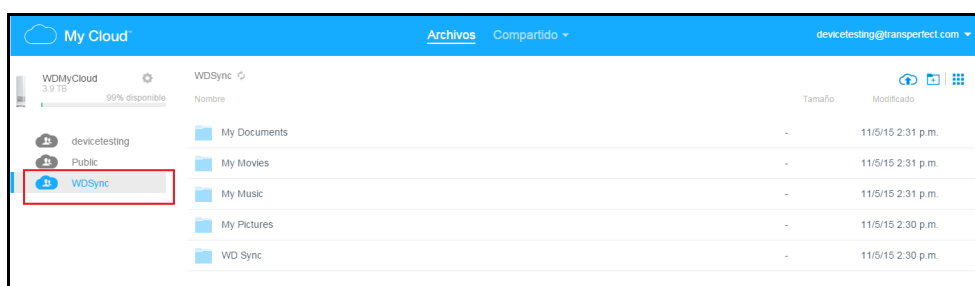 My Cloud™ Archivos Compartido devicetesting@transperfect.com
WDMyCloud
3.9 TB
99% disponible
devicetesting
Public
WDSync
WDSync
Nombre Tamaño Modificado
My Documents - 11/5/15 2:31 p.m.
My Movies - 11/5/15 2:31 p.m.
My Music - 11/5/15 2:31 p.m.
My Pictures - 11/5/15 2:30 p.m.
WD Sync - 11/5/15 2:30 p.m.